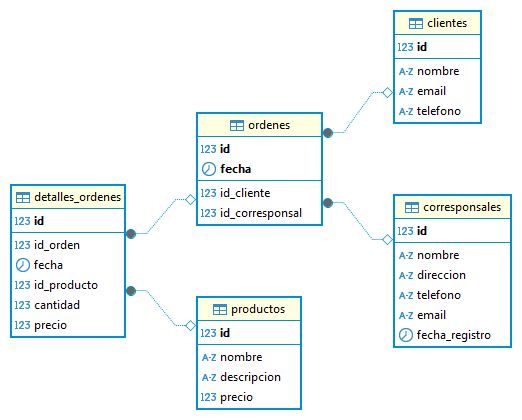 clientes
123 id
A-Z nombre
A-Z email
A-Z telefono
ordenes
123 id
fecha
123 id_cliente
123 id_corresponsal
detalles_ordenes
123 id
123 id_orden
fecha
123 id_producto
123 cantidad
123 precio
corresponsales
123 id
A-Z nombre
A-Z direccion
A-Z telefono
A-Z email
fecha_registro
productos
123 id
A-Z nombre
A-Z descripcion
123 precio